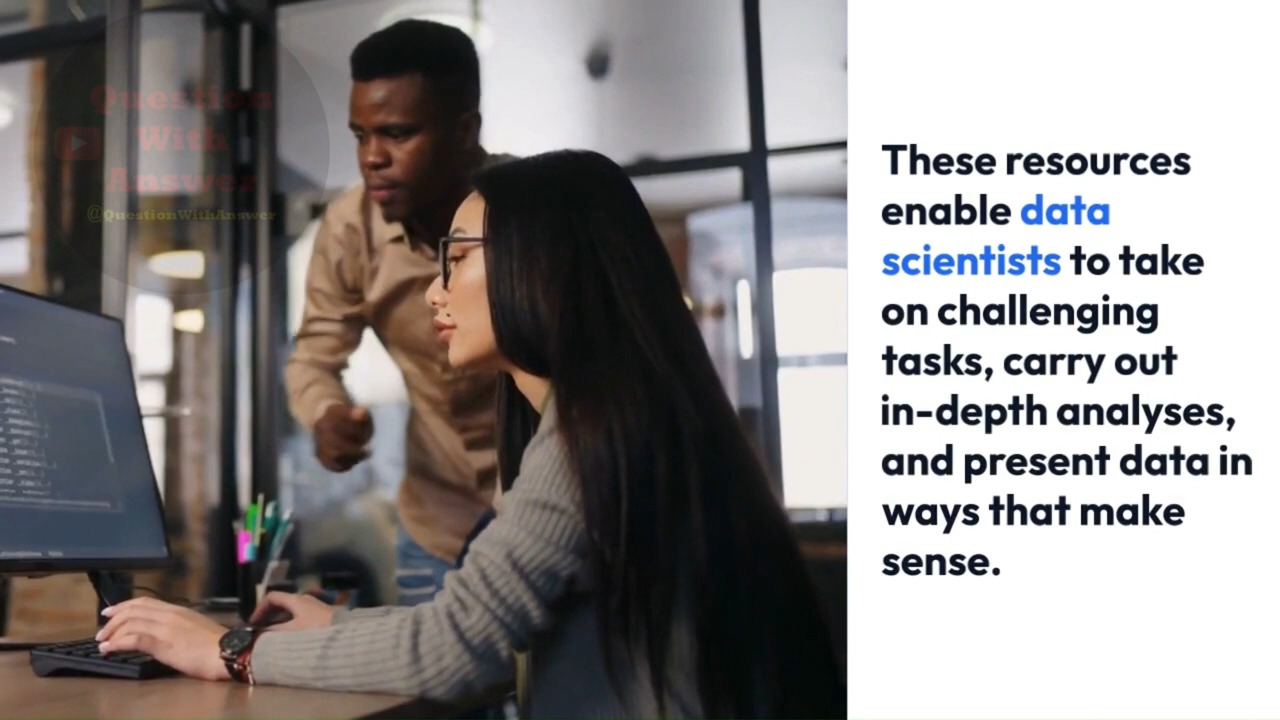 Question
With
Answer
@QuestionWithAnswer
These resources
enable data
scientists to take
on challenging
tasks, carry out
in-depth analyses,
and present data in
ways that make
sense.